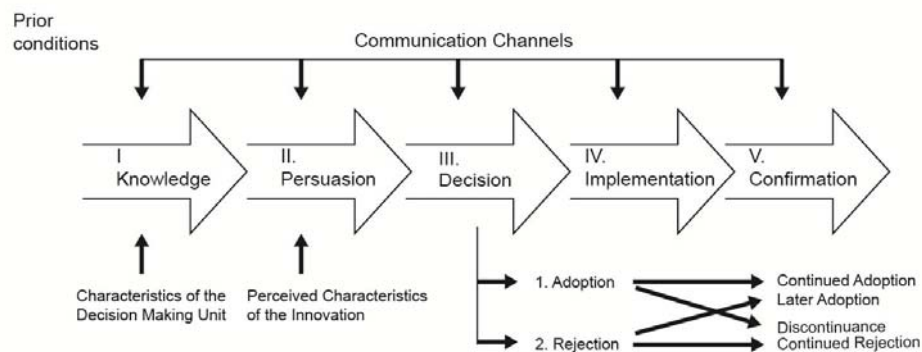 Prior
conditions
Communication Channels
I
Knowledge
II.
Persuasion
III.
Decision
IV.
Implementation
V.
Confirmation
Characteristics of the
Decision Making Unit
Perceived Characteristics
of the Innovation
1. Adoption
2. Rejection
Continued Adoption
Later Adoption
Discontinuance
Continued Rejection